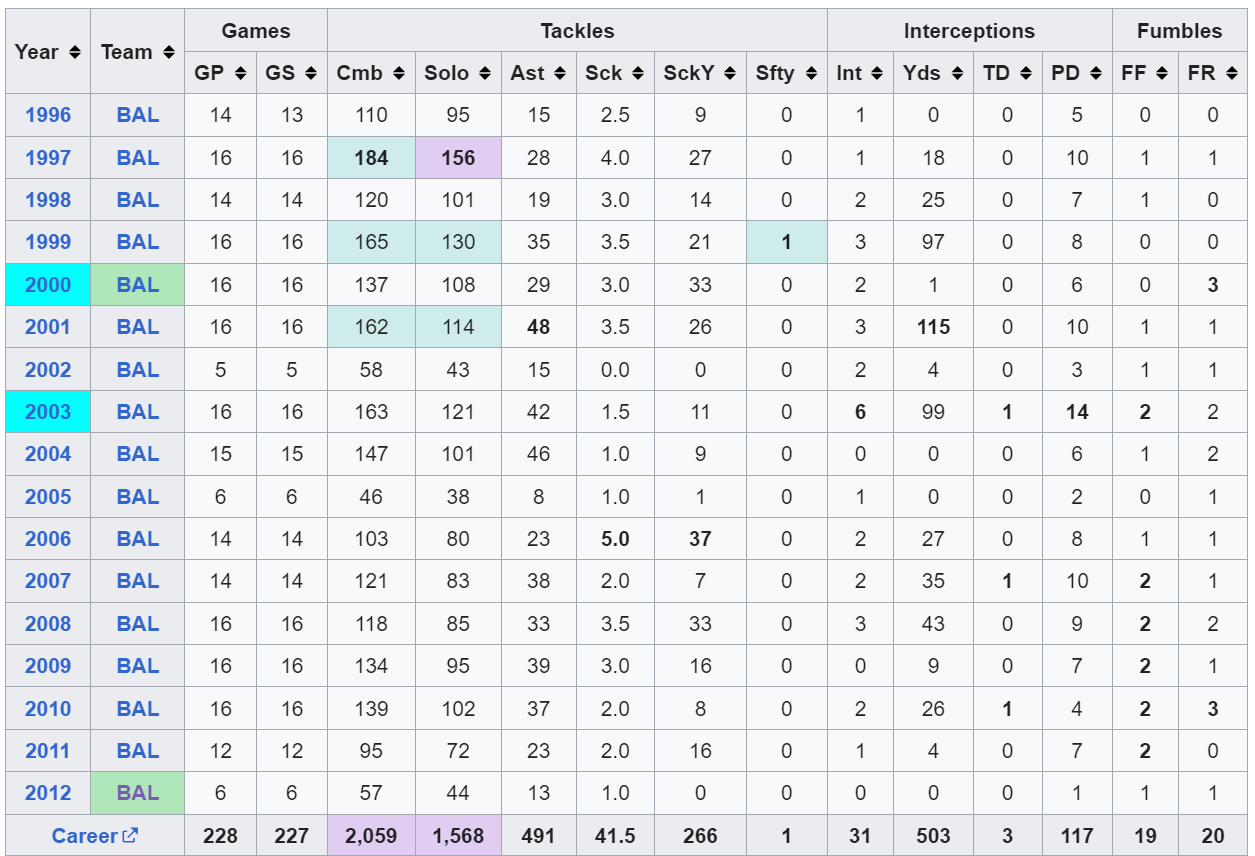 Games Tackles Interceptions Fumbles
Year Team
GP GS Cmb Solo Ast Sck SckY Sfty Int Yds TD PD FF FR
1996 BAL 14 13 110 95 15 2.5 9 0 1 0 0 5 0 0
1997 BAL 16 16 184 156 28 4.0 27 0 1 18 0 10 1 1
1998 BAL 14 14 120 101 19 3.0 14 0 2 25 0 7 1 0
1999 BAL 16 16 165 130 35 3.5 21 1 3 97 0 8 0 0
2000 BAL 16 16 137 108 29 3.0 33 0 2 1 0 6 0 3
2001 BAL 16 16 162 114 48 3.5 26 0 3 115 0 10 1 1
2002 BAL 5 5 58 43 15 0.0 0 0 2 4 0 3 1 1
2003 BAL 16 16 163 121 42 1.5 11 0 6 99 1 14 2 2
2004 BAL 15 15 147 101 46 1.0 9 0 0 0 0 6 1 2
2005 BAL 6 6 46 38 8 1.0 1 0 1 0 0 2 0 1
2006 BAL 14 14 103 80 23 5.0 37 0 2 27 0 8 1 1
2007 BAL 14 14 121 83 38 2.0 7 0 2 35 1 10 2 1
2008 BAL 16 16 118 85 33 3.5 33 0 3 43 0 9 2 2
2009 BAL 16 16 134 95 39 3.0 16 0 0 9 0 7 2 1
2010 BAL 16 16 139 102 37 2.0 8 0 2 26 1 4 2 3
2011 BAL 12 12 95 72 23 2.0 16 0 1 4 0 7 2 0
2012 BAL 6 6 57 44 13 1.0 0 0 0 0 0 1 1 1
Career 228 227 2,059 1,568 491 41.5 266 1 31 503 3 117 19 20